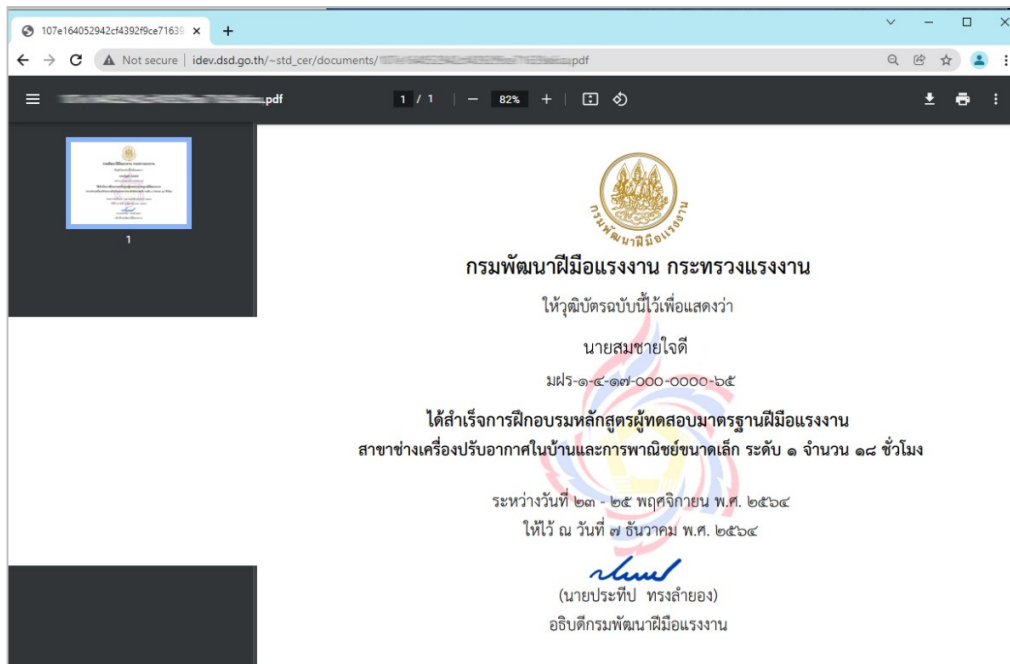 107e164052942cf4392f9ce71639
Not secure | idev.dsd.go.th/~std_cer/documents/ pdf
.pdf
1 / 1
82%
1
กรมพัฒนาฝีมือแรงงาน
กรมพัฒนาฝีมือแรงงาน กระทรวงแรงงาน
ให้วุฒิบัตรฉบับนี้ไว้เพื่อแสดงว่า
นายสมชายใจดี
มฝร-๑-๔-๑๗-๐๐๐-๐๐๐๐-๖๕
ได้สำเร็จการฝึกอบรมหลักสูตรผู้ทดสอบมาตรฐานฝีมือแรงงาน
สาขาช่างเครื่องปรับอากาศในบ้านและการพาณิชย์ขนาดเล็ก ระดับ ๑ จำนวน ๑๘ ชั่วโมง
ระหว่างวันที่ ๒๓ - ๒๕ พฤศจิกายน พ.ศ. ๒๕๖๔
ให้ไว้ ณ วันที่ ๗ ธันวาคม พ.ศ. ๒๕๖๔
(นายประทีป ทรงลำยอง)
อธิบดีกรมพัฒนาฝีมือแรงงาน